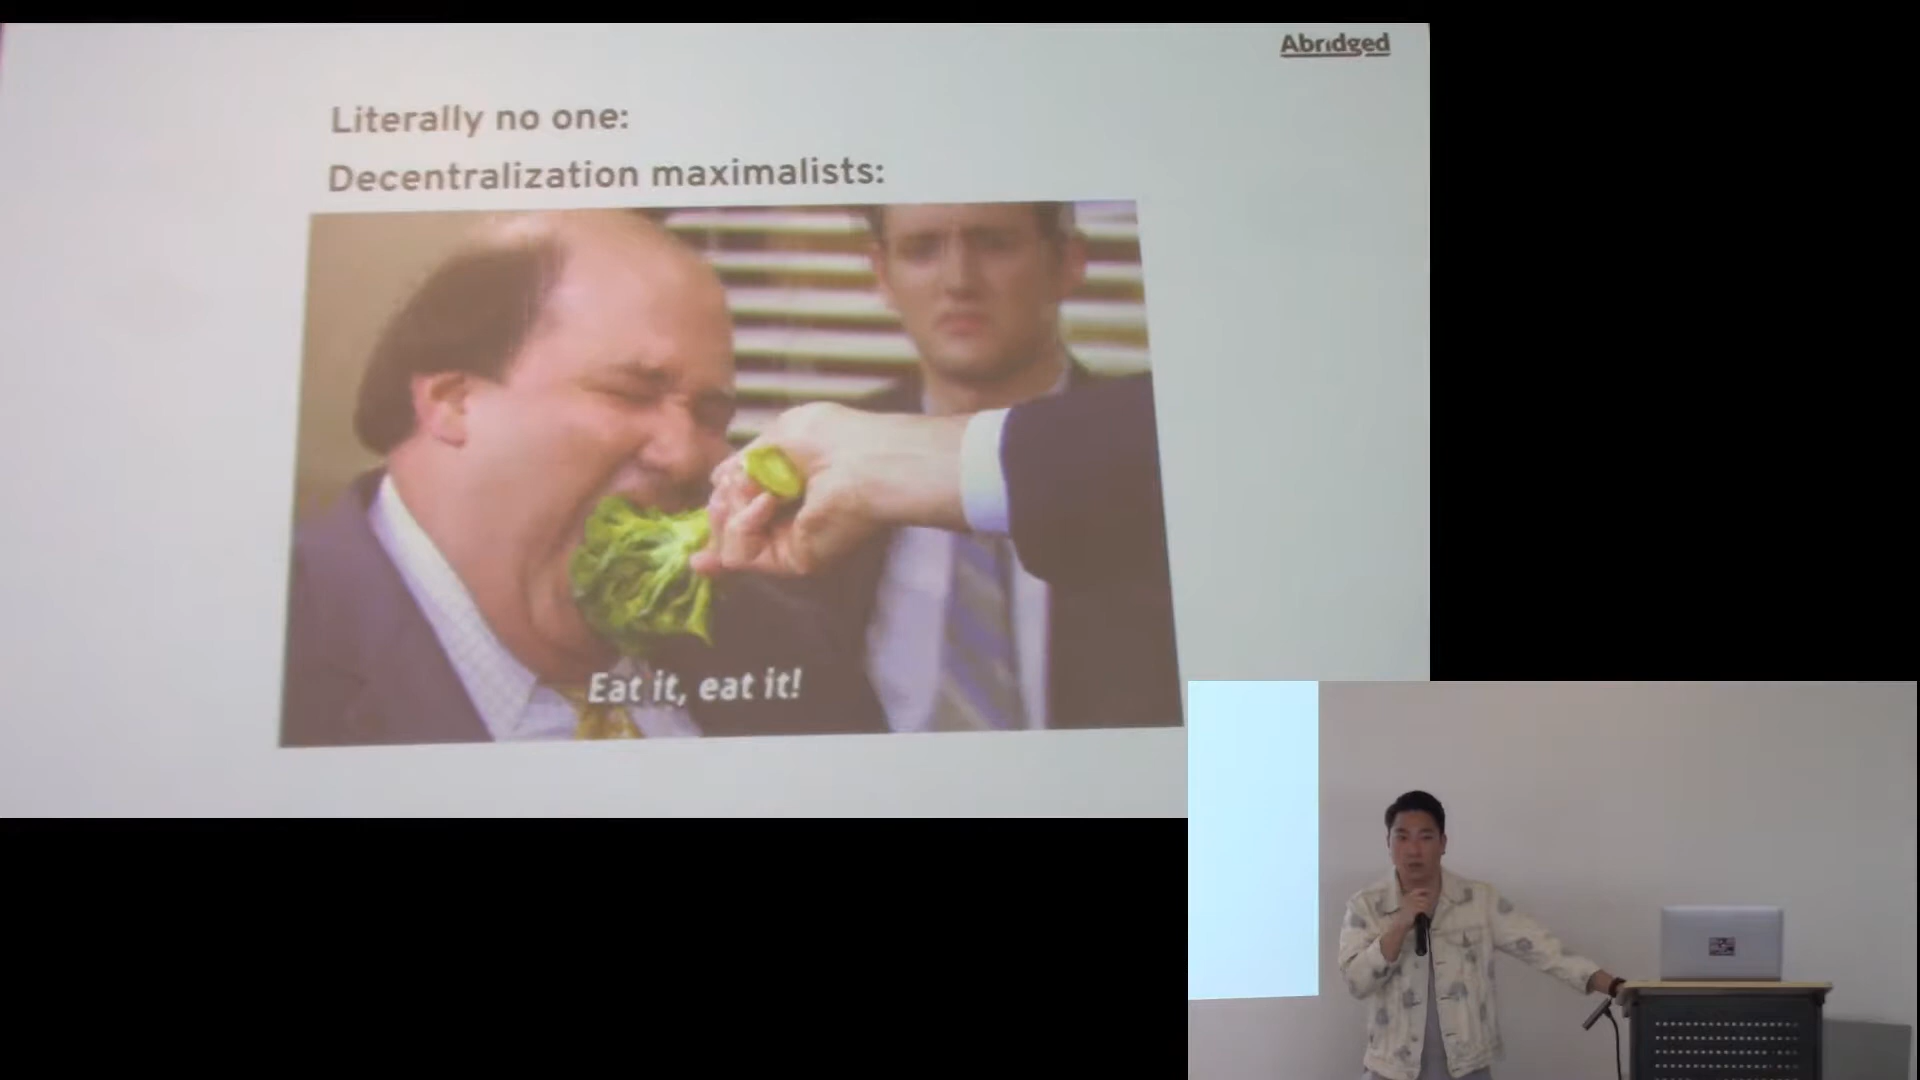 Abridged
Literally no one:
Decentralization maximalists:
Eat it, eat it!